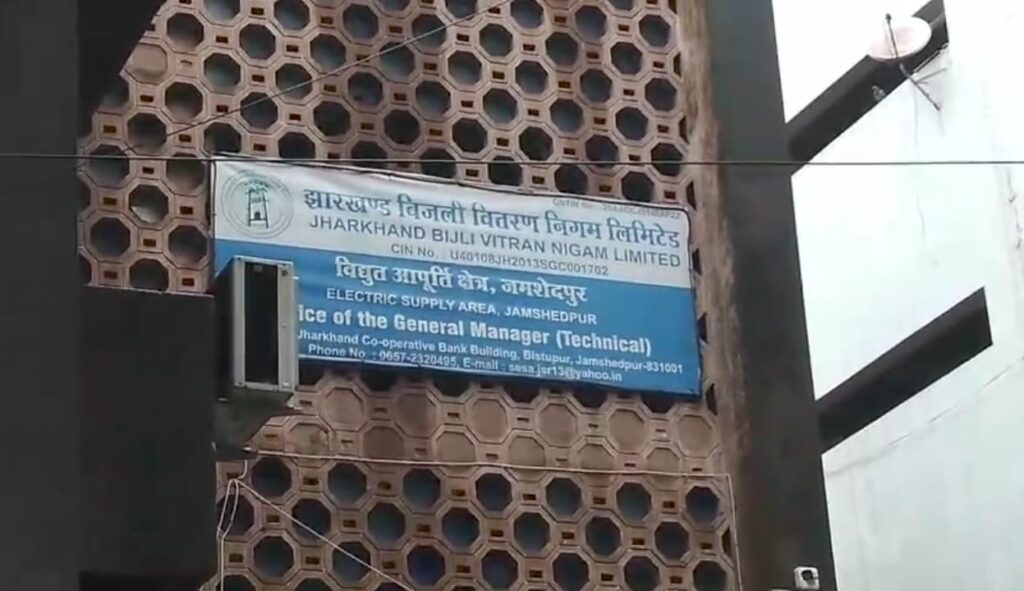 झारखण्ड बिजली वितरण निगम लिमिटेड
JHARKHAND BIJLI VITRAN NIGAM LIMITED
CIN No. : U40108JH2013SGC001702
विद्युत आपूर्ति क्षेत्र, जमशेदपुर
ELECTRIC SUPPLY AREA, JAMSHEDPUR
ice of the General Manager (Technical)
Jharkhand Co-operative Bank Building, Bistupur, Jamshedpur-831001
Phone No. : 0657-2320495, E-mail : sesa.jsr13@yahoo.in